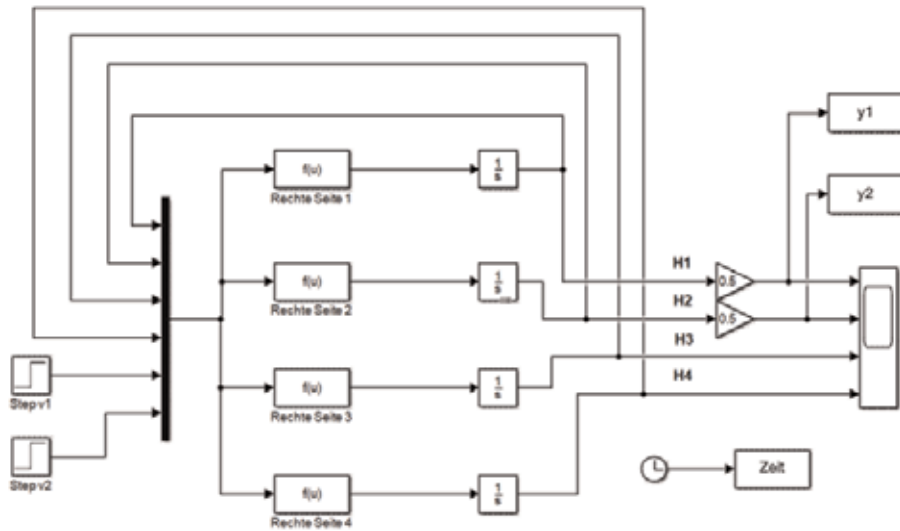 y1
f(u)
1
s
Rechte Seite 1
y2
H1
0.5
f(u)
1
s
Rechte Seite 2
H2
0.5
H3
Step v1
f(u)
1
s
Rechte Seite 3
H4
Step v2
f(u)
1
s
Rechte Seite 4
Zeit